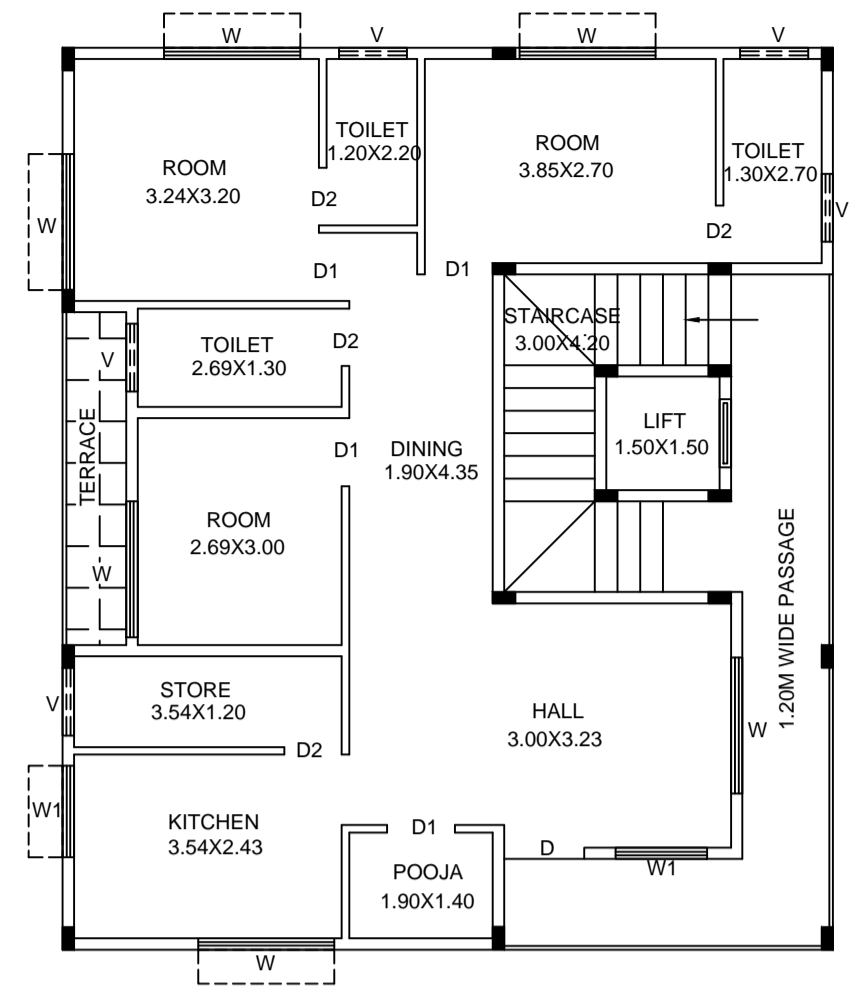 W
V
W
V
TOILET
1.20X2.20
ROOM
3.85X2.70
TOILET
1.30X2.70
ROOM
3.24X3.20
D2
V
W
D2
D1
D1
STAIRCASE
3.00X4.20
TOILET
2.69X1.30
D2
V
LIFT
1.50X1.50
TERRACE
D1
DINING
1.90X4.35
ROOM
2.69X3.00
W
1.20M WIDE PASSAGE
STORE
3.54X1.20
V
HALL
3.00X3.23
W
D2
W1
KITCHEN
3.54X2.43
D1
D
W1
POOJA
1.90X1.40
W